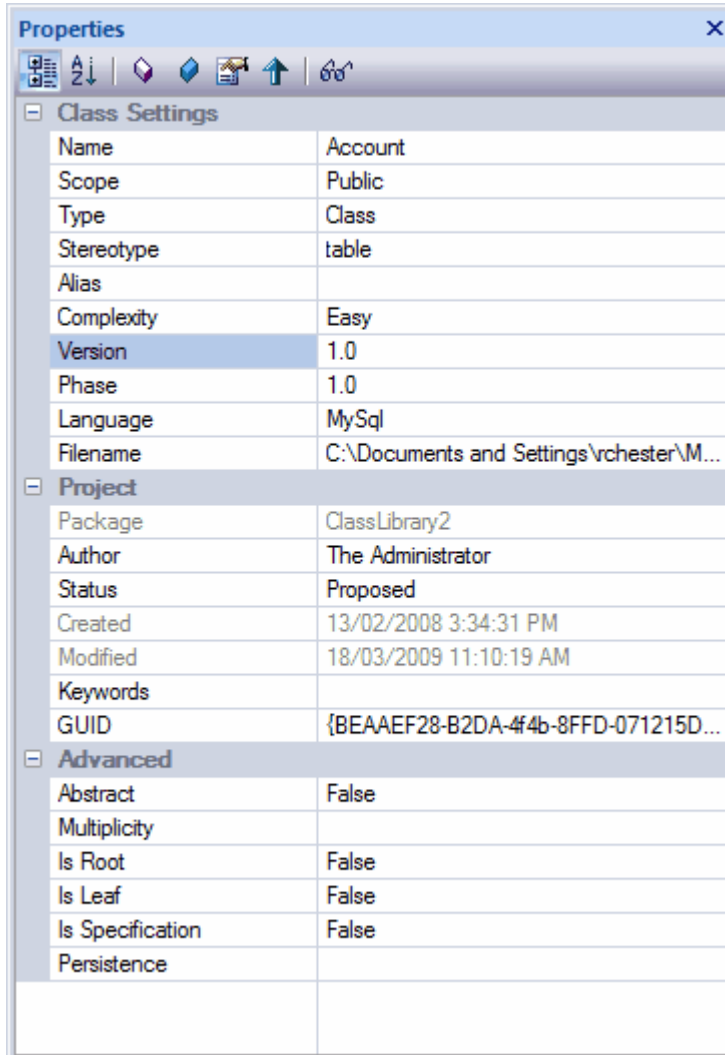 Properties
Class Settings
Name Account
Scope Public
Type Class
Stereotype table
Alias
Complexity Easy
Version 1.0
Phase 1.0
Language MySql
Filename C:\Documents and Settings\rchester\M...
Project
Package ClassLibrary2
Author The Administrator
Status Proposed
Created 13/02/2008 3:34:31 PM
Modified 18/03/2009 11:10:19 AM
Keywords
GUID {BEAAEF28-B2DA-4f4b-8FFD-071215D...
Advanced
Abstract False
Multiplicity
Is Root False
Is Leaf False
Is Specification False
Persistence